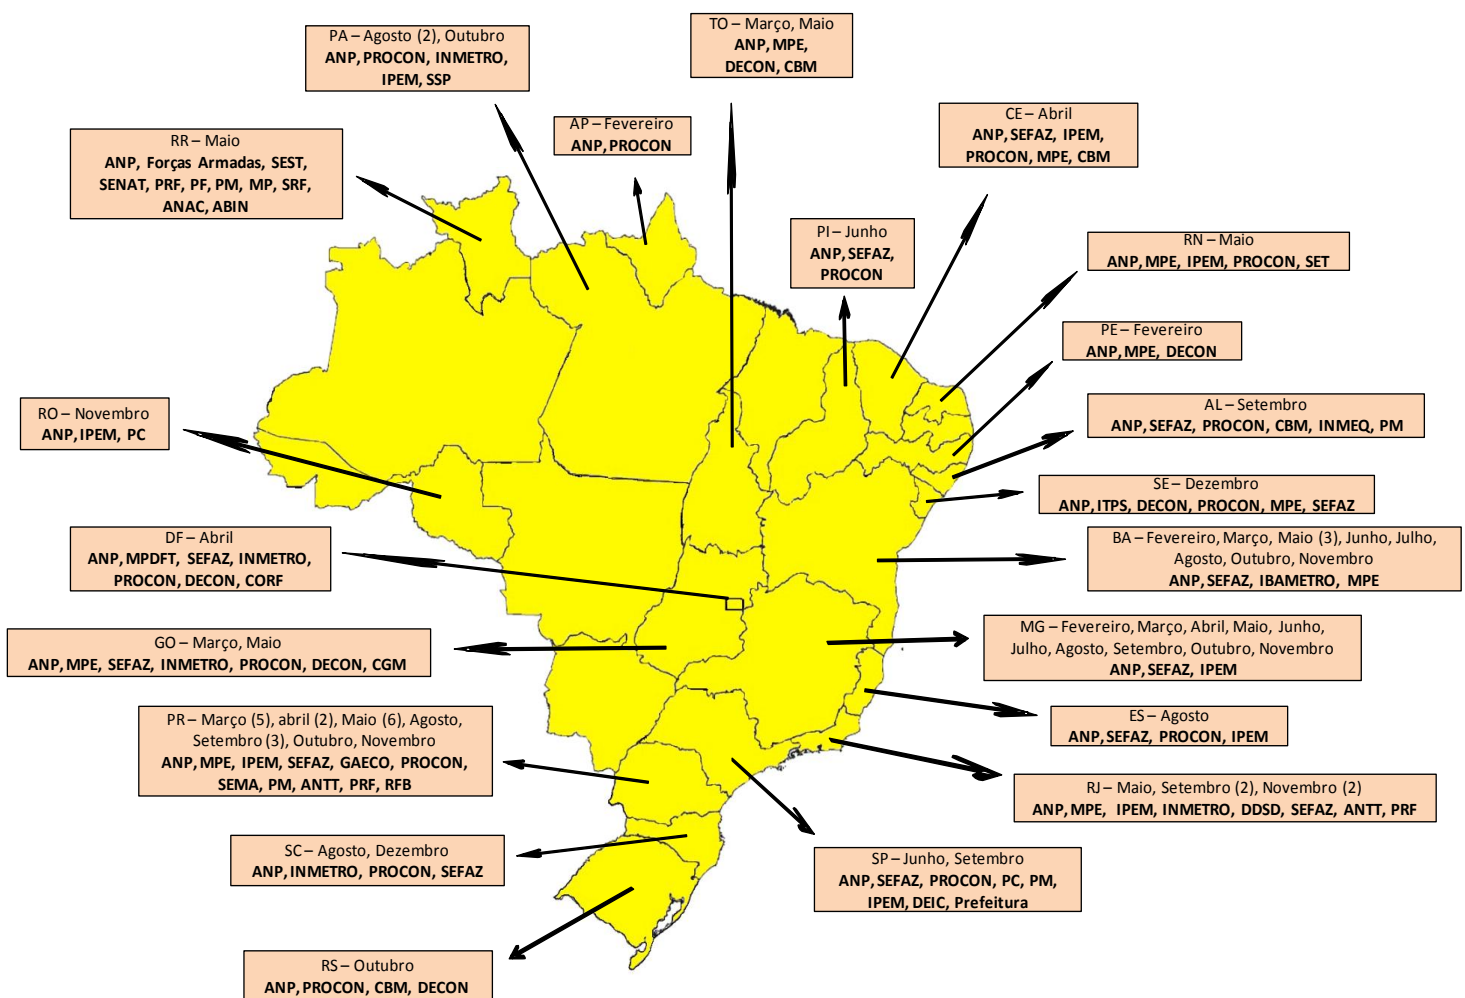 TO – Março, Maio
ANP, MPE,
DECON, CBM
PA – Agosto (2), Outubro
ANP, PROCON, INMETRO,
IPEM, SSP
CE – Abril
ANP, SEFAZ, IPEM,
PROCON, MPE, CBM
AP – Fevereiro
ANP, PROCON
RR – Maio
ANP, Forças Armadas, SEST,
SENAT, PRF, PF, PM, MP, SRF,
ANAC, ABIN
PI – Junho
ANP, SEFAZ,
PROCON
RN – Maio
ANP, MPE, IPEM, PROCON, SET
PE – Fevereiro
ANP, MPE, DECON
RO – Novembro
ANP, IPEM, PC
AL – Setembro
ANP, SEFAZ, PROCON, CBM, INMEQ, PM
SE – Dezembro
ANP, ITPS, DECON, PROCON, MPE, SEFAZ
DF – Abril
ANP, MPDFT, SEFAZ, INMETRO,
PROCON, DECON, CORF
BA – Fevereiro, Março, Maio (3), Junho, Julho,
Agosto, Outubro, Novembro
ANP, SEFAZ, IBAMETRO, MPE
GO – Março, Maio
ANP, MPE, SEFAZ, INMETRO, PROCON, DECON, CGM
MG – Fevereiro, Março, Abril, Maio, Junho,
Julho, Agosto, Setembro, Outubro, Novembro
ANP, SEFAZ, IPEM
PR – Março (5), abril (2), Maio (6), Agosto,
Setembro (3), Outubro, Novembro
ANP, MPE, IPEM, SEFAZ, GAECO, PROCON,
SEMA, PM, ANTT, PRF, RFB
ES – Agosto
ANP, SEFAZ, PROCON, IPEM
RJ – Maio, Setembro (2), Novembro (2)
ANP, MPE, IPEM, INMETRO, DDSD, SEFAZ, ANTT, PRF
SC – Agosto, Dezembro
ANP, INMETRO, PROCON, SEFAZ
SP – Junho, Setembro
ANP, SEFAZ, PROCON, PC, PM,
IPEM, DEIC, Prefeitura
RS – Outubro
ANP, PROCON, CBM, DECON